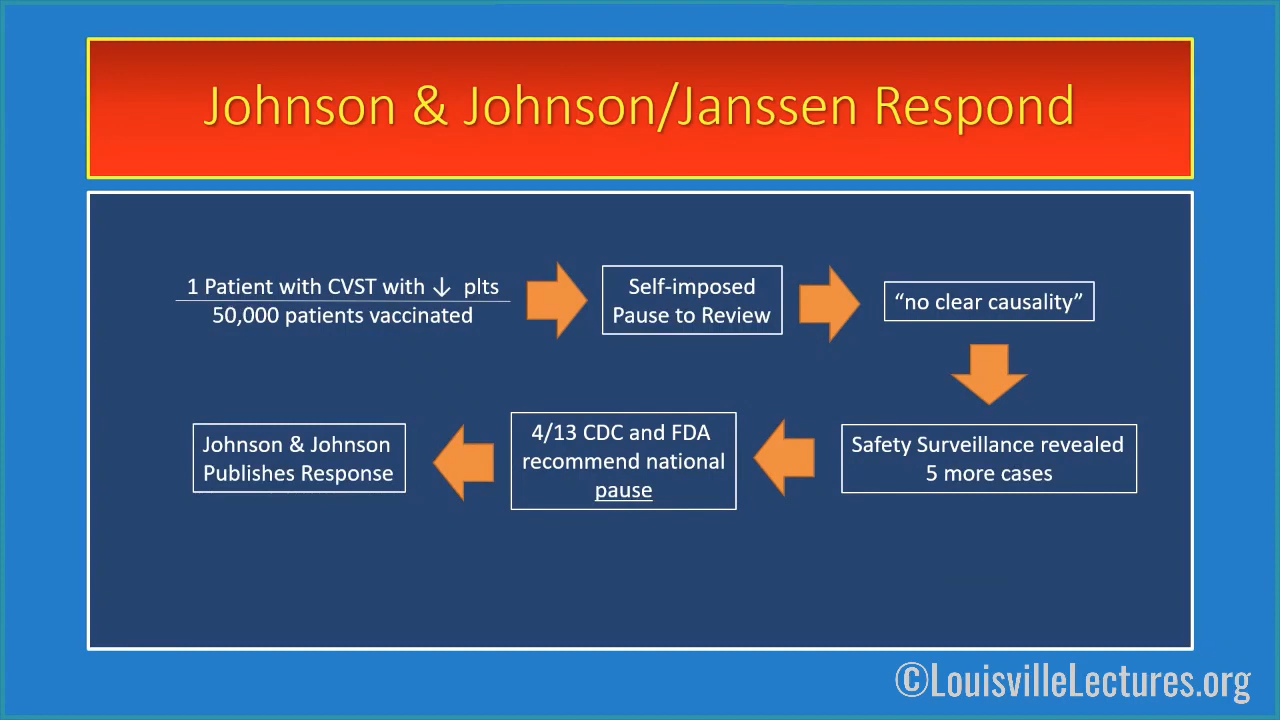 Johnson & Johnson/Janssen Respond
1 Patient with CVST with ↓ plts
50,000 patients vaccinated
Self-imposed
Pause to Review
“no clear causality”
Safety Surveillance revealed
5 more cases
4/13 CDC and FDA
recommend national
pause
Johnson & Johnson
Publishes Response
©LouisvilleLectures.org